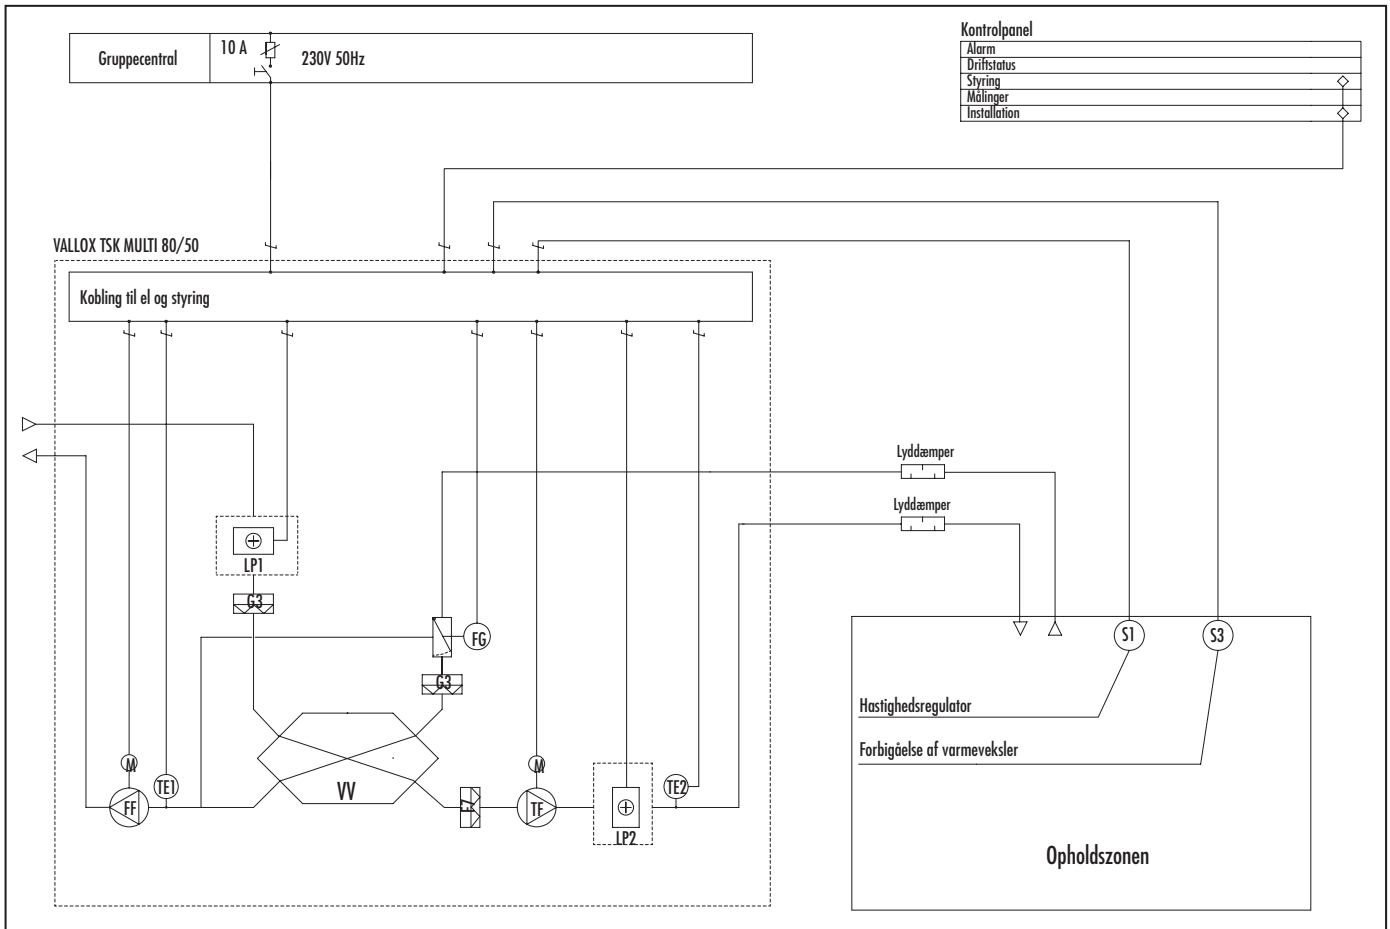 Gruppecentral
10 A
230V 50Hz
Kontrolpanel
Alarm
Driftstatus
Styring
Målinger
Installation
VALLOX TSK MULTI 80/50
Kobling til el og styring
Lyddæmper
Lyddæmper
LP1
G3
FG
G3
S1
S3
Hastighedsregulator
Forbigåelse af varmeveksler
M
M
TE1
TE2
VV
FF
F7
TF
LP2
Opholdszonen